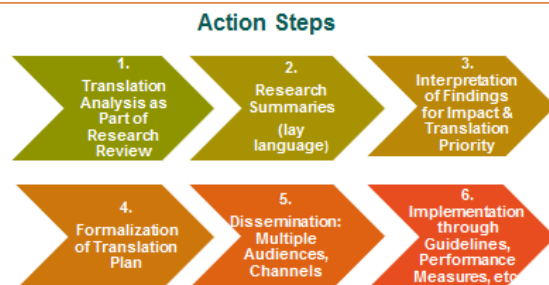 Action Steps
1.
Translation
Analysis as
Part of
Research
Review
2.
Research
Summaries
(lay
language)
3.
Interpretation
of Findings
for Impact &
Translation
Priority
4.
Formalization
of Translation
Plan
5.
Dissemination:
Multiple
Audiences,
Channels
6.
Implementation
through
Guidelines,
Performance
Measures, etc